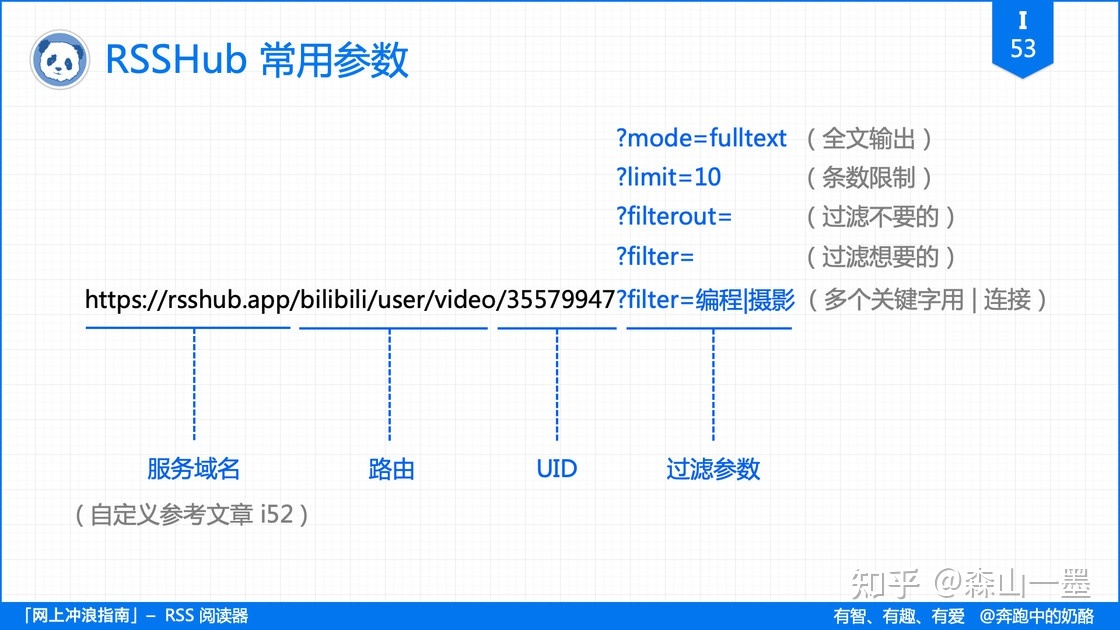 I
53
RSSHub 常用参数
?mode=fulltext （全文输出）
?limit=10 （条数限制）
?filterout= （过滤不要的）
?filter= （过滤想要的）
https://rsshub.app/bilibili/user/video/35579947?filter=编程|摄影 （多个关键字用 | 连接）
服务域名 路由 UID 过滤参数
（自定义参考文章 i52）
知乎 @森山一墨
「网上冲浪指南」– RSS 阅读器 有智、有趣、有爱 @奔跑中的奶酪